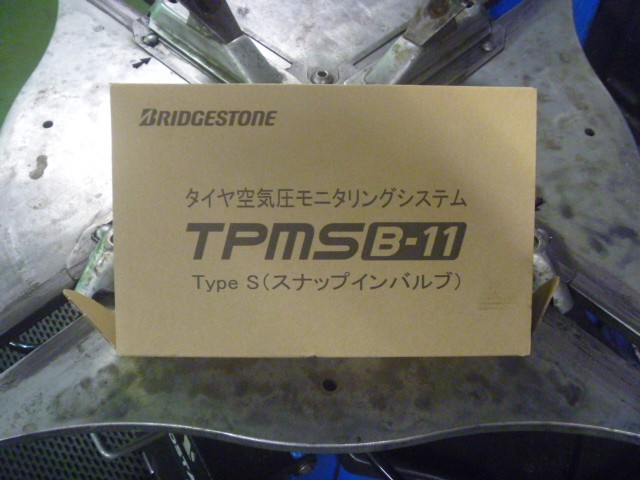 BRIDGESTONE
タイヤ空気圧モニタリングシステム
TPMS B-11
Type S(スナップインバルブ)